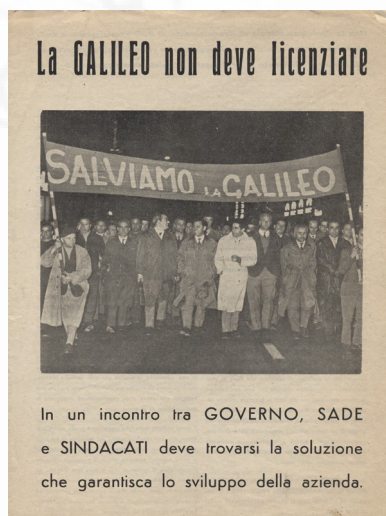 La GALILEO non deve licenziare
SALVIAMO LA GALILEO
In un incontro tra GOVERNO, SADE
e SINDACATI deve trovarsi la soluzione
che garantisca lo sviluppo della azienda.